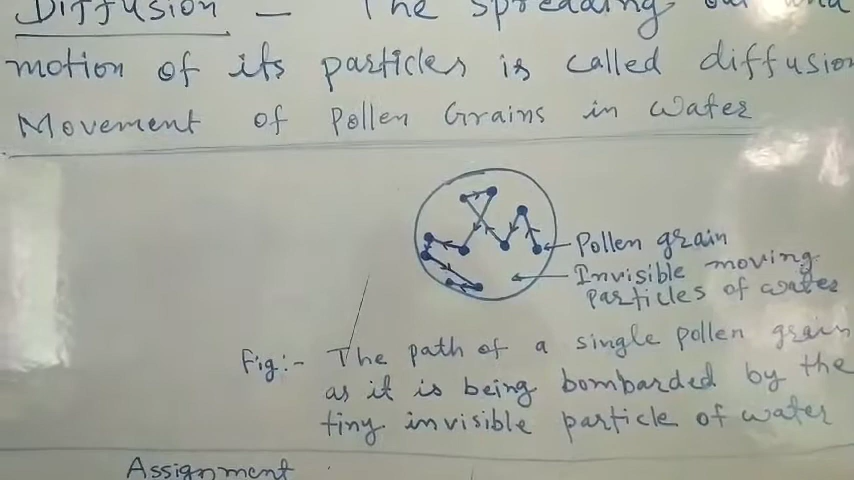 Diffusion – The spreading out and
motion of its particles is called diffusion
Movement of Pollen Grains in Water
Pollen grain
Invisible moving
particles of water
Fig:- The path of a single pollen grain
as it is being bombarded by the
tiny invisible particle of water
Assignment